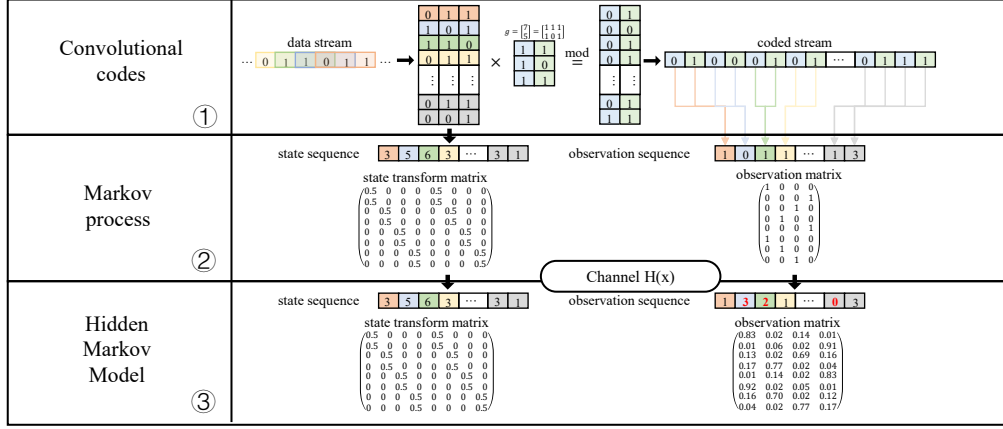 Convolutional
codes
①
data stream
⋯ 0 1 1 0 1 1 ⋯
0 1 1
1 0 1
1 1 0
0 1 1
⋮ ⋮ ⋮
0 1 1
0 0 1
×
g = [7 5] = [1 1 1 1 0 1]
1 1
1 0
1 1
mod
=
0 1
0 0
0 1
0 1
⋮ ⋮
0 1
1 1
coded stream
0 1 0 0 0 1 0 1 ⋯ 0 1 1 1
Markov
process
②
state sequence 3 5 6 3 ⋯ 3 1
state transform matrix
0.5 0 0 0 0.5 0 0 0
0.5 0 0 0 0.5 0 0 0
0 0.5 0 0 0 0.5 0 0
0 0.5 0 0 0 0.5 0 0
0 0 0.5 0 0 0 0.5 0
0 0 0.5 0 0 0 0.5 0
0 0 0 0.5 0 0 0 0.5
0 0 0 0.5 0 0 0 0.5
observation sequence 1 0 1 1 ⋯ 1 3
observation matrix
1 0 0 0
0 0 0 1
0 0 1 0
0 1 0 0
0 0 0 1
1 0 0 0
0 1 0 0
0 0 1 0
Channel H(x)
Hidden
Markov
Model
③
state sequence 3 5 6 3 ⋯ 3 1
state transform matrix
0.5 0 0 0 0.5 0 0 0
0.5 0 0 0 0.5 0 0 0
0 0.5 0 0 0 0.5 0 0
0 0.5 0 0 0 0.5 0 0
0 0 0.5 0 0 0 0.5 0
0 0 0.5 0 0 0 0.5 0
0 0 0 0.5 0 0 0 0.5
0 0 0 0.5 0 0 0 0.5
observation sequence 1 3 2 1 ⋯ 0 3
observation matrix
0.83 0.02 0.14 0.01
0.01 0.06 0.02 0.91
0.13 0.02 0.69 0.16
0.17 0.77 0.02 0.04
0.01 0.14 0.02 0.83
0.92 0.02 0.05 0.01
0.16 0.70 0.02 0.12
0.04 0.02 0.77 0.17